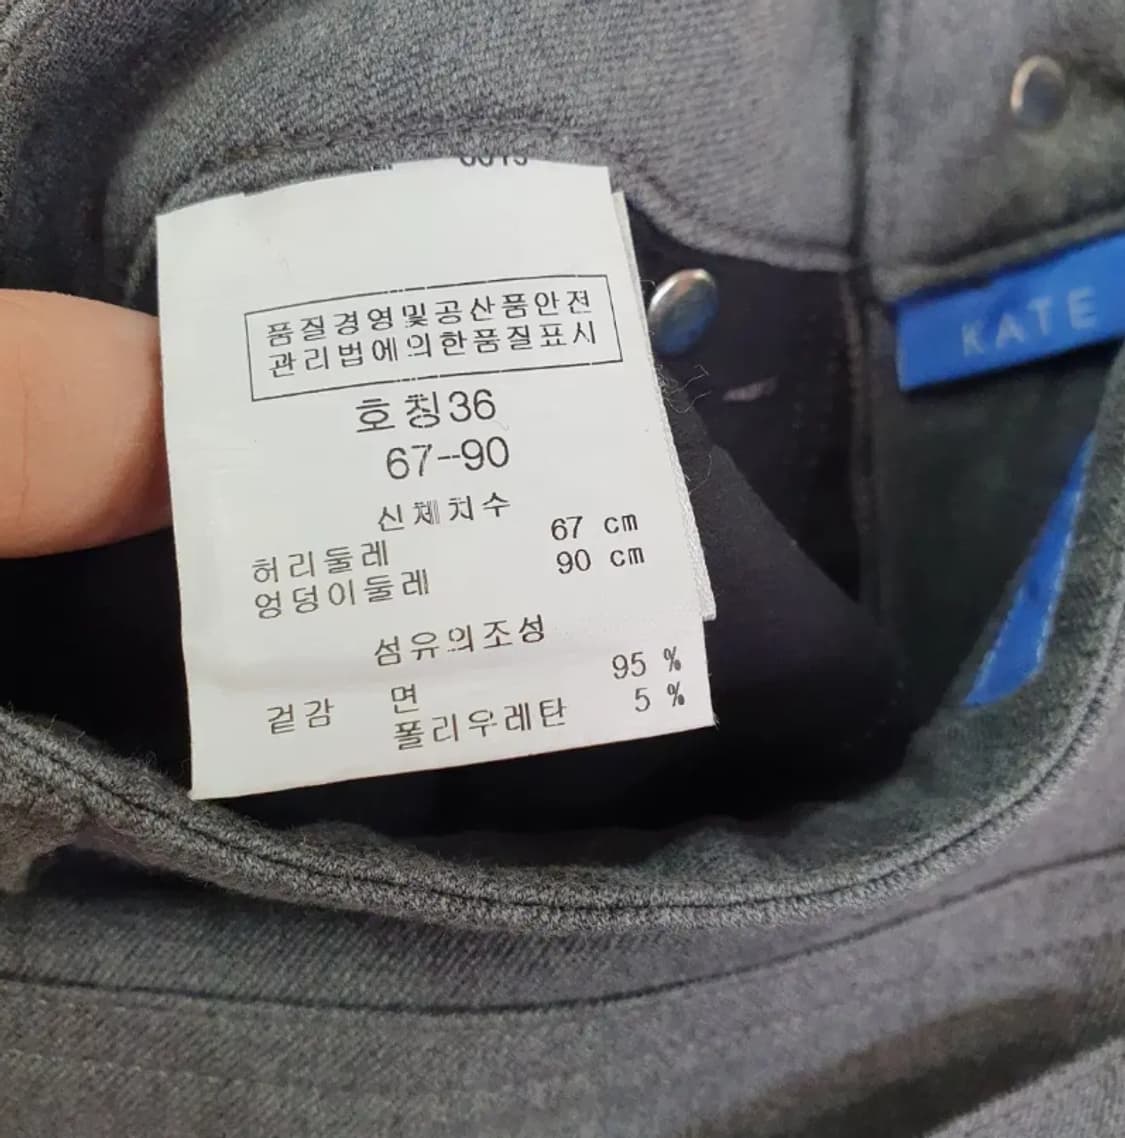 품질경영및공산품안전
관리법에의한품질표시
호칭36
67--90
신체치수
허리둘레 67 cm
엉덩이둘레 90 cm
섬유의조성
겉감 면 95 %
폴리우레탄 5 %
KATE